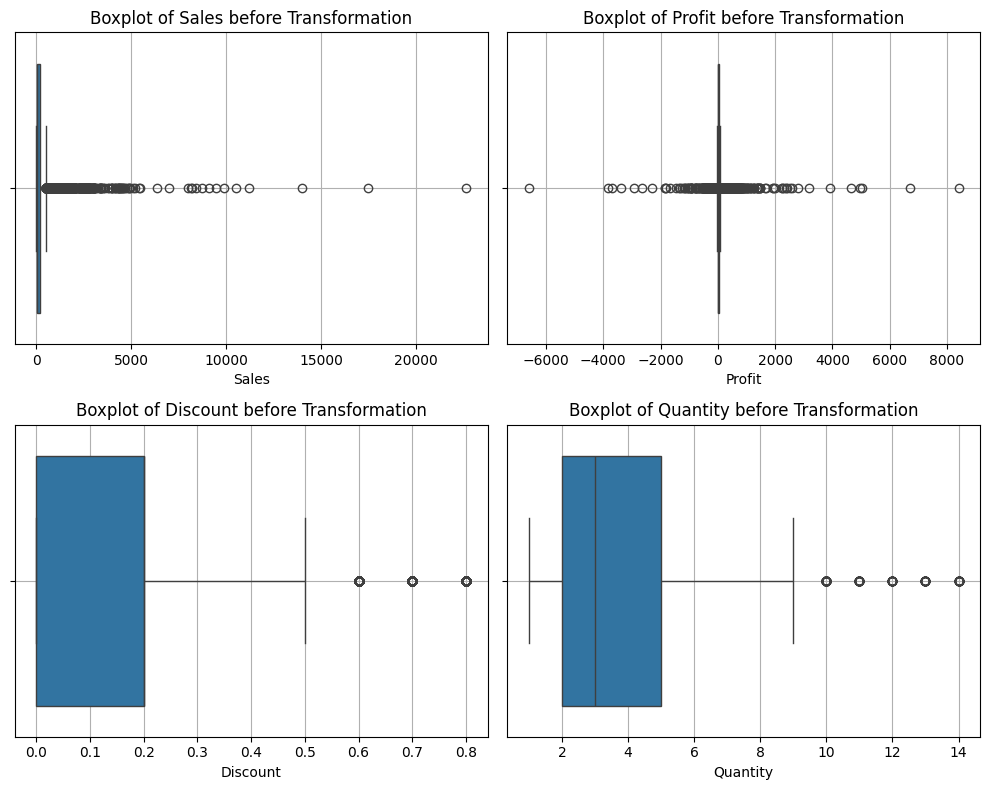 Boxplot of Sales before Transformation
0 5000 10000 15000 20000
Sales
Boxplot of Profit before Transformation
−6000 −4000 −2000 0 2000 4000 6000 8000
Profit
Boxplot of Discount before Transformation
0.0 0.1 0.2 0.3 0.4 0.5 0.6 0.7 0.8
Discount
Boxplot of Quantity before Transformation
2 4 6 8 10 12 14
Quantity